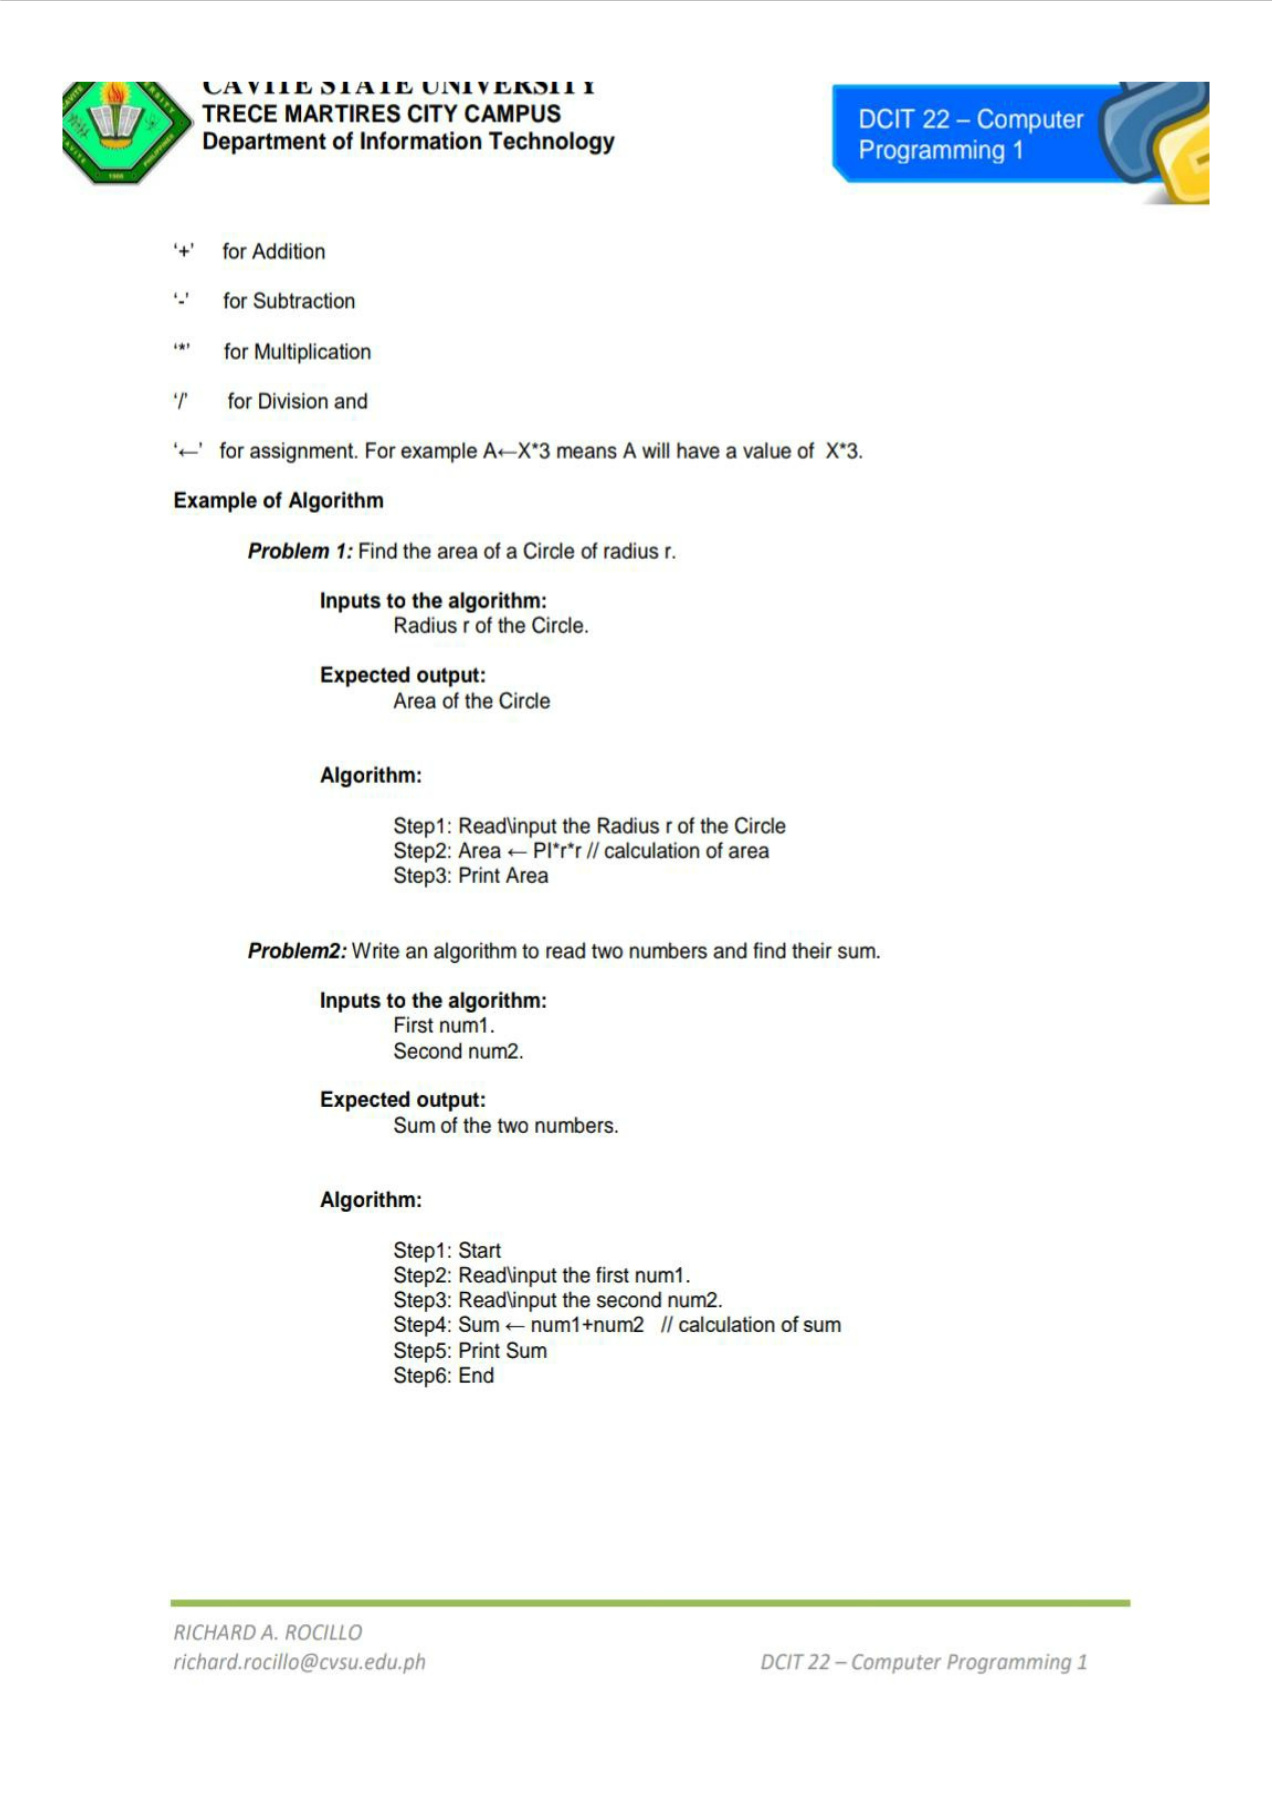 CAVITE STATE UNIVERSITY
TRECE MARTIRES CITY CAMPUS
Department of Information Technology
DCIT 22 – Computer
Programming 1
CAVITE
1906
‘+’ for Addition
‘-’ for Subtraction
‘*’ for Multiplication
‘/’ for Division and
‘←’ for assignment. For example A←X*3 means A will have a value of X*3.
Example of Algorithm
Problem 1: Find the area of a Circle of radius r.
Inputs to the algorithm:
Radius r of the Circle.
Expected output:
Area of the Circle
Algorithm:
Step1: Read\input the Radius r of the Circle
Step2: Area ← PI*r*r // calculation of area
Step3: Print Area
Problem2: Write an algorithm to read two numbers and find their sum.
Inputs to the algorithm:
First num1.
Second num2.
Expected output:
Sum of the two numbers.
Algorithm:
Step1: Start
Step2: Read\input the first num1.
Step3: Read\input the second num2.
Step4: Sum ← num1+num2 // calculation of sum
Step5: Print Sum
Step6: End
RICHARD A. ROCILLO
richard.rocillo@cvsu.edu.ph
DCIT 22 – Computer Programming 1